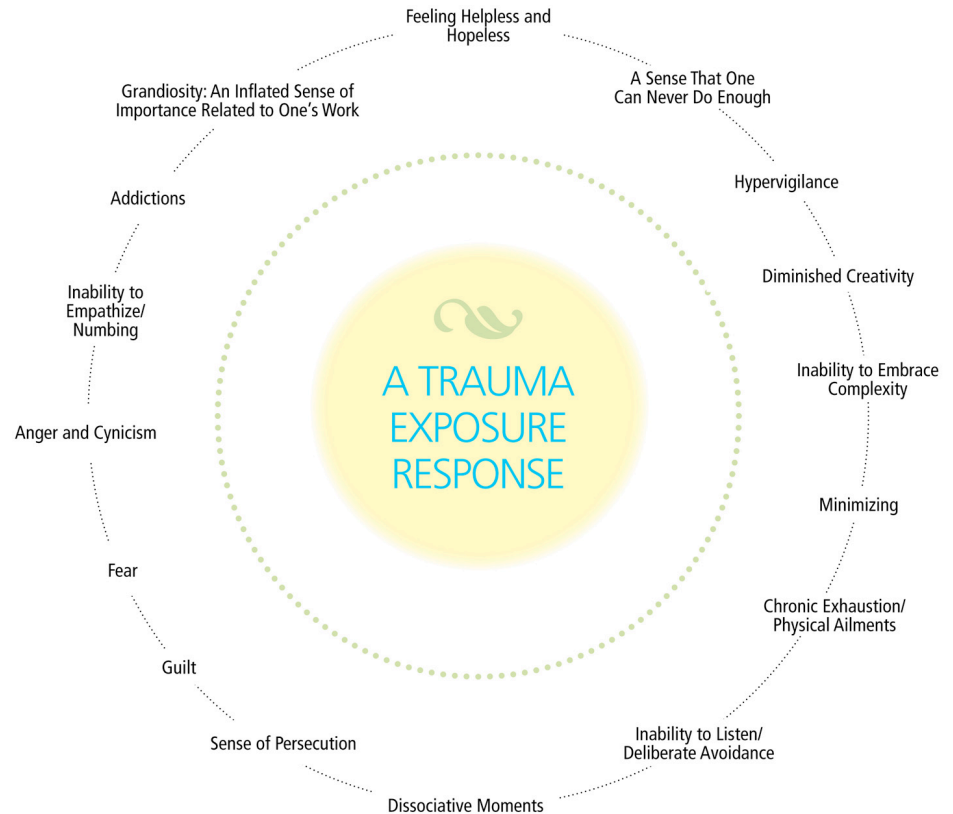 Feeling Helpless and
Hopeless
A Sense That One
Can Never Do Enough
Hypervigilance
Diminished Creativity
Inability to Embrace
Complexity
Minimizing
Chronic Exhaustion/
Physical Ailments
Inability to Listen/
Deliberate Avoidance
Dissociative Moments
Sense of Persecution
Guilt
Fear
Anger and Cynicism
Inability to
Empathize/
Numbing
Addictions
Grandiosity: An Inflated Sense of
Importance Related to One’s Work
A TRAUMA
EXPOSURE
RESPONSE